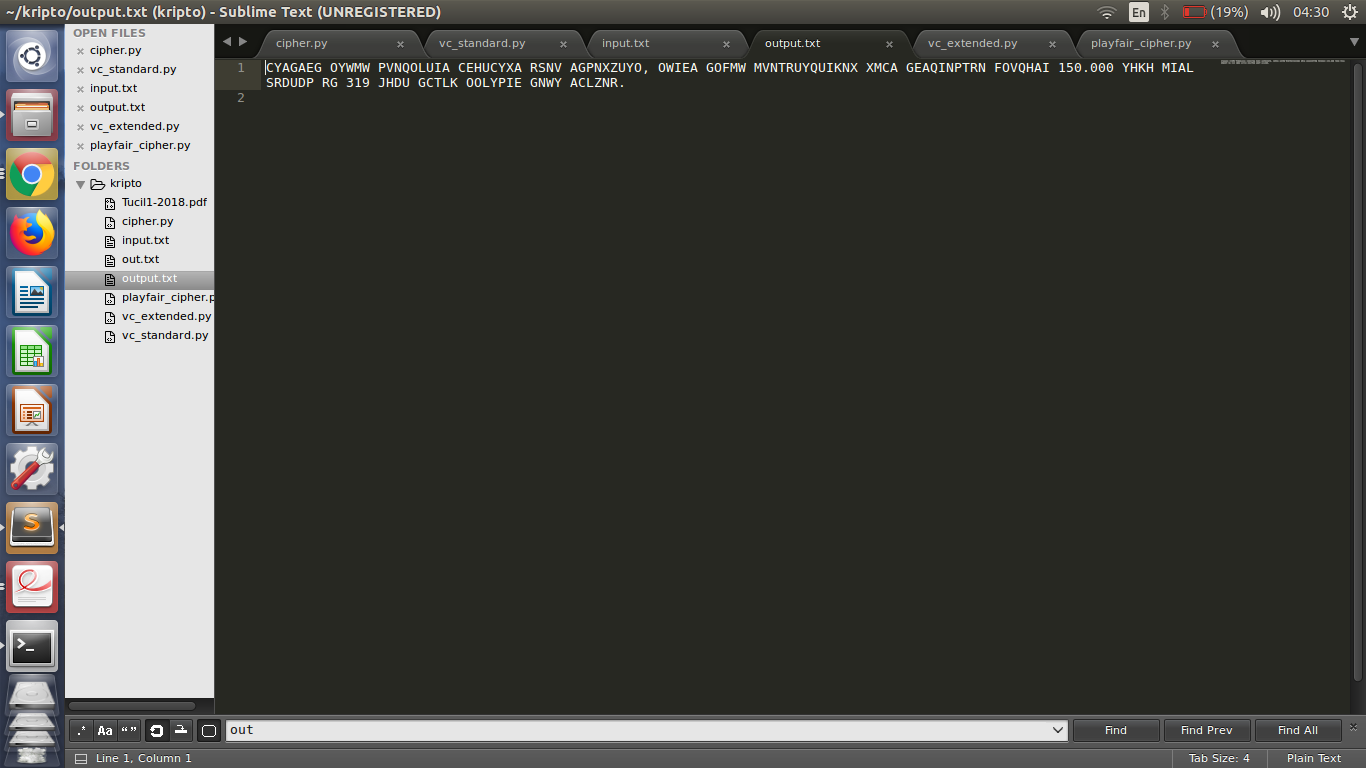 ~/kripto/output.txt (kripto) - Sublime Text (UNREGISTERED)
En
(19%)
04:30
OPEN FILES
cipher.py
vc_standard.py
input.txt
output.txt
vc_extended.py
playfair_cipher.py
FOLDERS
kripto
Tucil1-2018.pdf
cipher.py
input.txt
out.txt
output.txt
playfair_cipher.p
vc_extended.py
vc_standard.py
cipher.py
vc_standard.py
input.txt
output.txt
vc_extended.py
playfair_cipher.py
1 CYAGAEG OYWMW PVNQOLUIA CEHUCYXA RSNV AGPNXZUYO, OWIEA GOFMW MVNTRUYQUIKNX XMCA GEAQINPTRN FOVQHAI 150.000 YHKH MIAL
SRDUDP RG 319 JHDU GCTLK OOLYPIE GNWY ACLZNR.
2
.* Aa “”
out
Find
Find Prev
Find All
Line 1, Column 1
Tab Size: 4
Plain Text